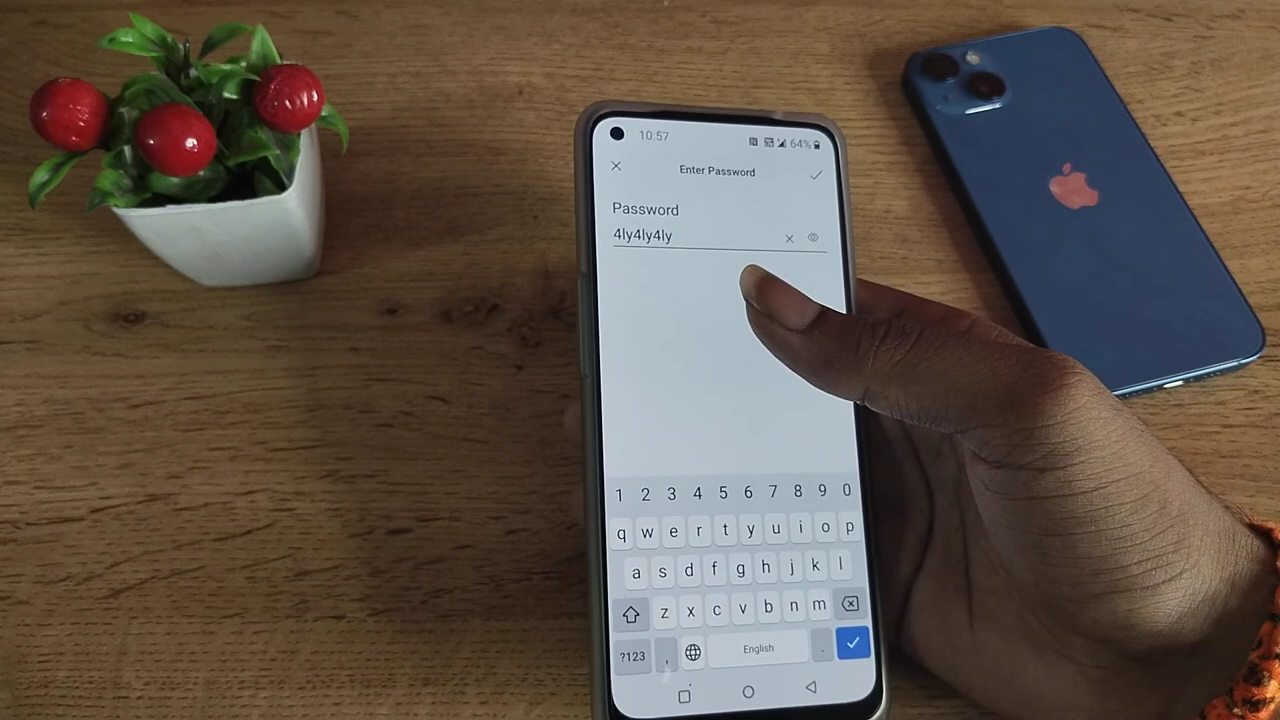 10:57 64%
Enter Password
Password
4ly4ly4ly
1 2 3 4 5 6 7 8 9 0
q w e r t y u i o p
a s d f g h j k l
z x c v b n m
?123 , English .